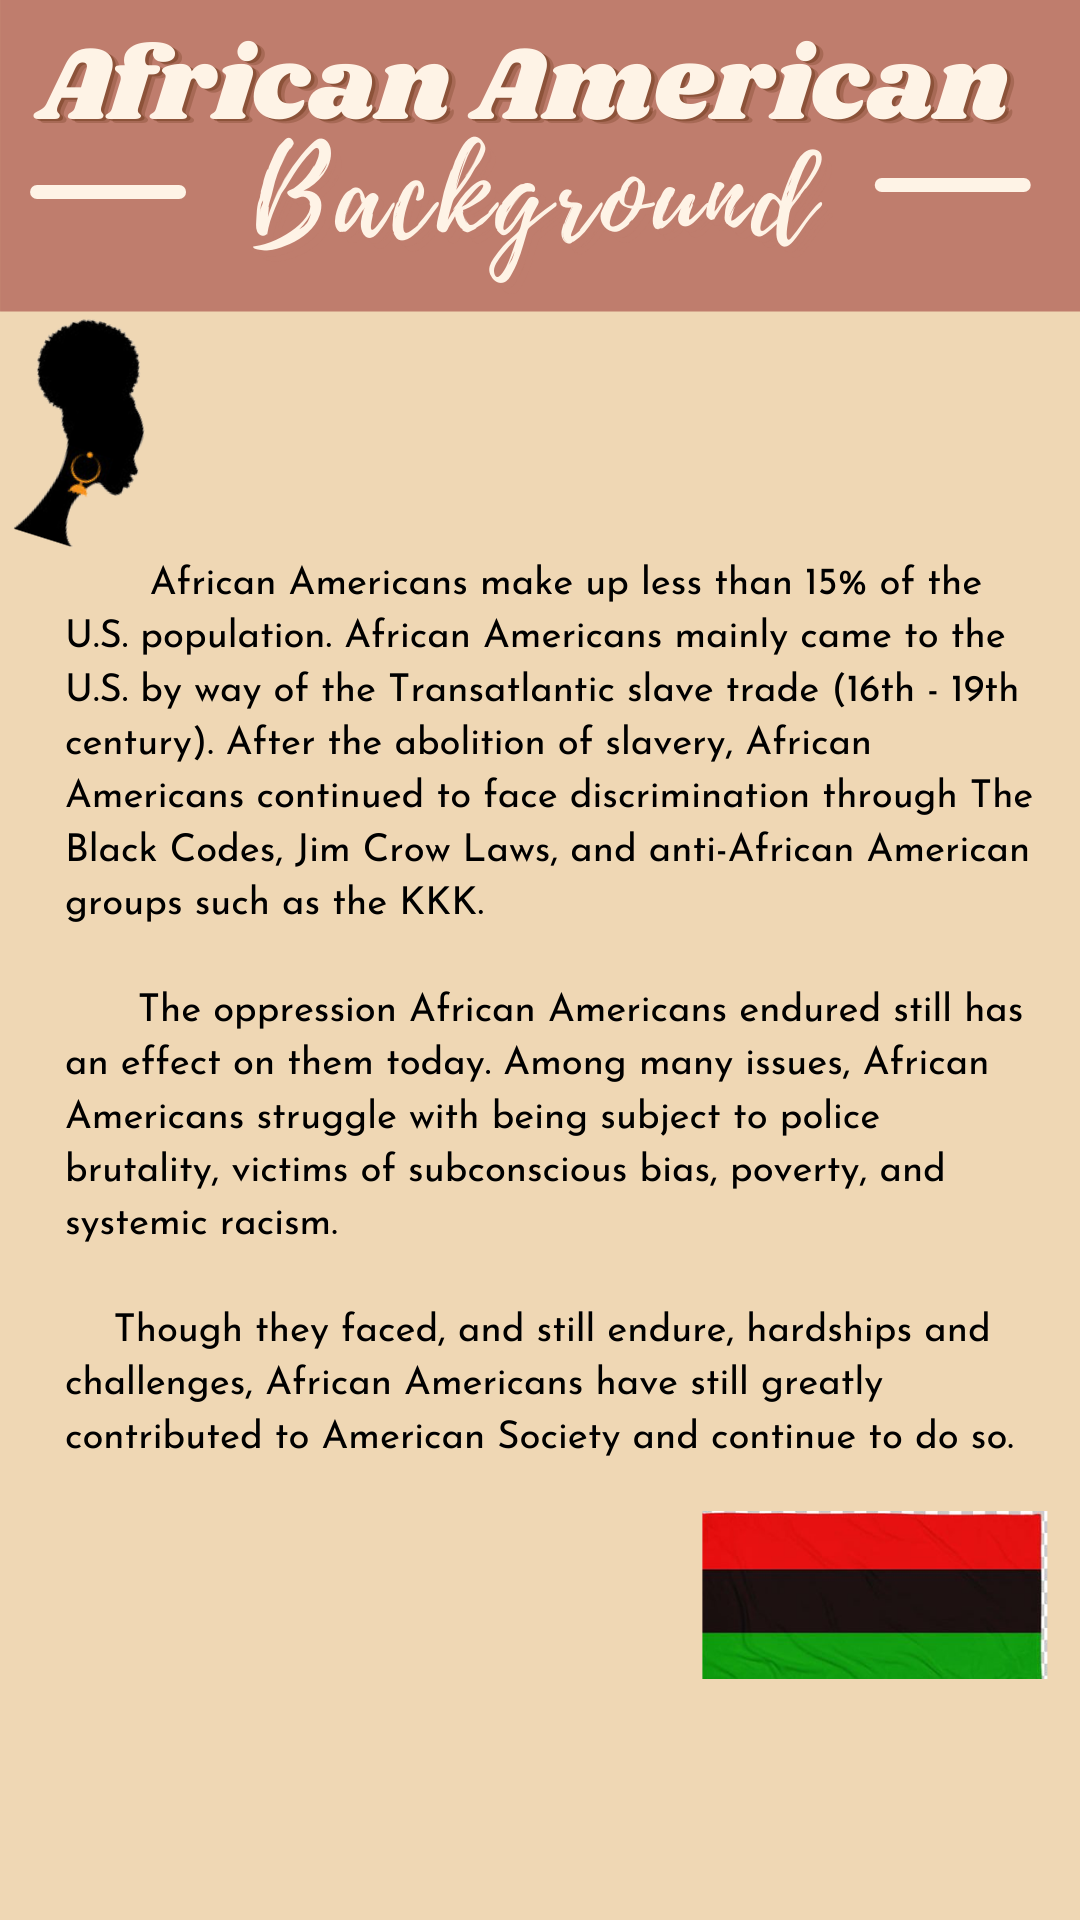 African American
Background
African Americans make up less than 15% of the
U.S. population. African Americans mainly came to the
U.S. by way of the Transatlantic slave trade (16th - 19th
century). After the abolition of slavery, African
Americans continued to face discrimination through The
Black Codes, Jim Crow Laws, and anti-African American
groups such as the KKK.
The oppression African Americans endured still has
an effect on them today. Among many issues, African
Americans struggle with being subject to police
brutality, victims of subconscious bias, poverty, and
systemic racism.
Though they faced, and still endure, hardships and
challenges, African Americans have still greatly
contributed to American Society and continue to do so.